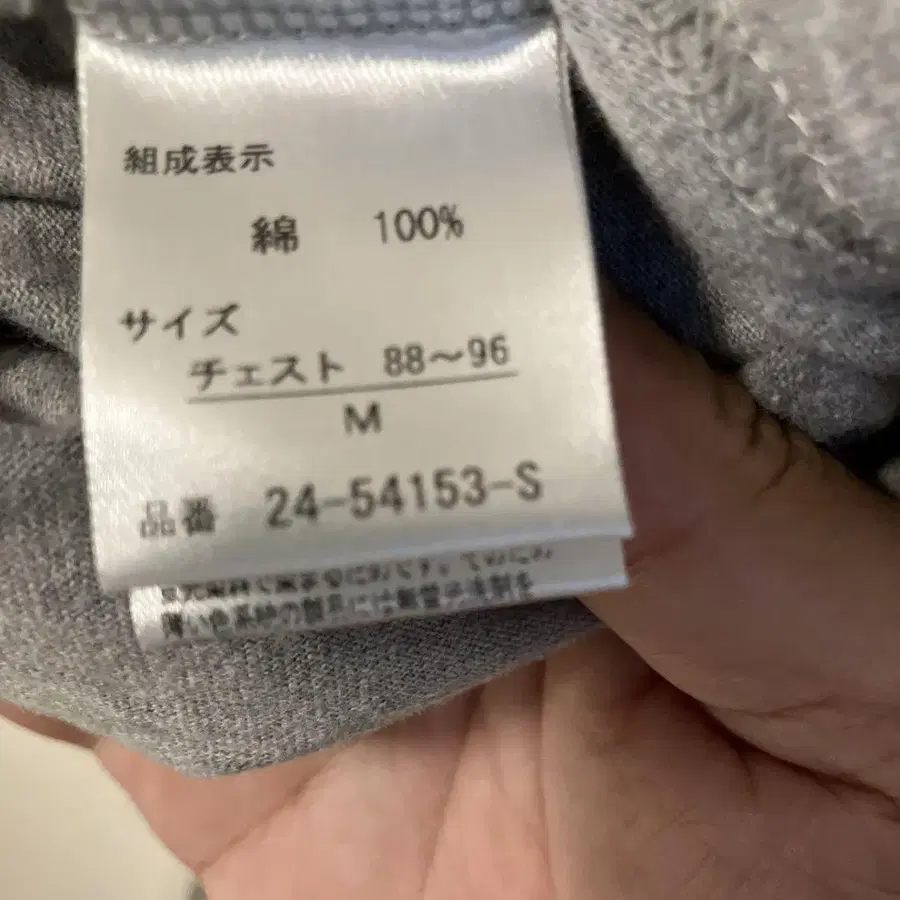 組成表示
綿 100%
サイズ
チェスト 88～96
M
品番 24-54153-S